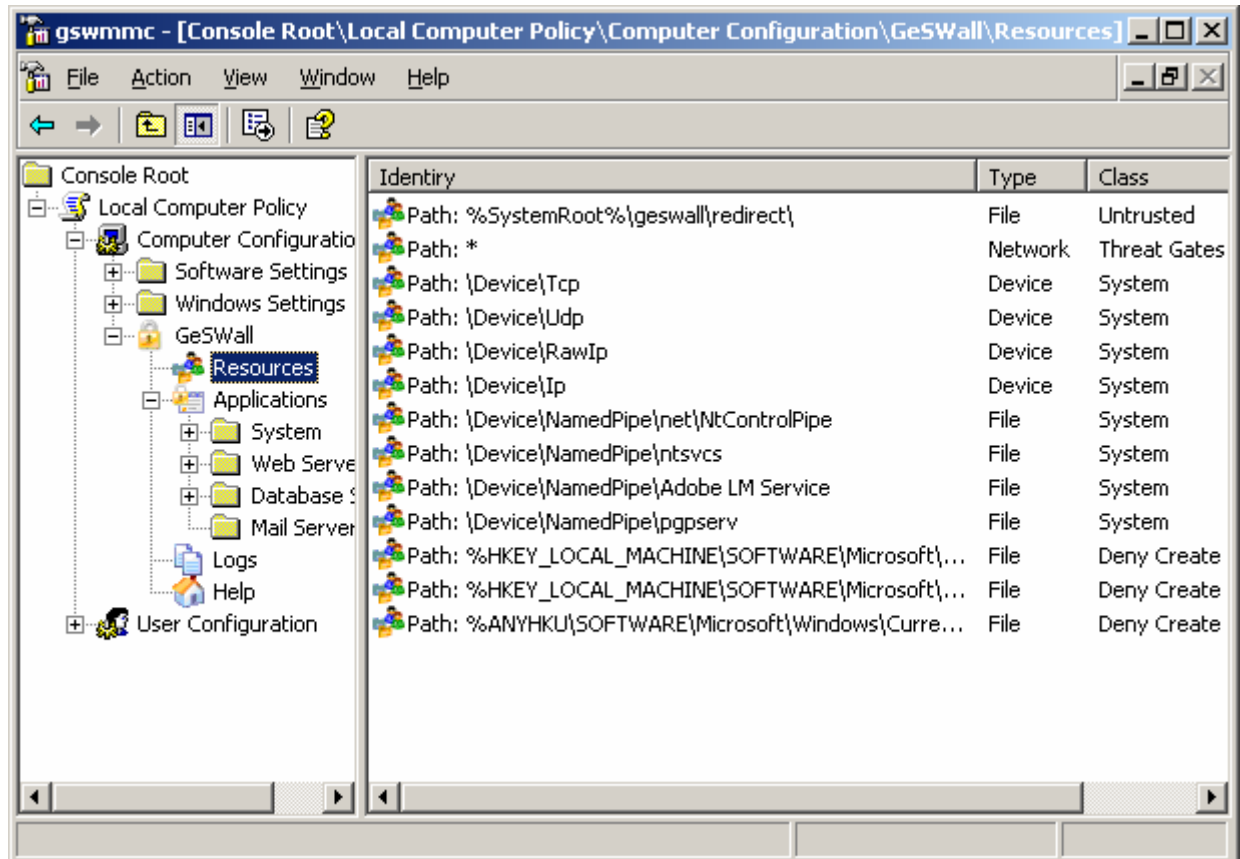 gswmmc - [Console Root\Local Computer Policy\Computer Configuration\GeSWall\Resources]
File Action View Window Help
Console Root
Local Computer Policy
Computer Configuratio
Software Settings
Windows Settings
GeSWall
Resources
Applications
System
Web Serve
Database S
Mail Server
Logs
Help
User Configuration
Identiry Type Class
Path: %SystemRoot%\geswall\redirect\ File Untrusted
Path: * Network Threat Gates
Path: \Device\Tcp Device System
Path: \Device\Udp Device System
Path: \Device\RawIp Device System
Path: \Device\Ip Device System
Path: \Device\NamedPipe\net\NtControlPipe File System
Path: \Device\NamedPipe\ntsvcs File System
Path: \Device\NamedPipe\Adobe LM Service File System
Path: \Device\NamedPipe\pgpserv File System
Path: %HKEY_LOCAL_MACHINE\SOFTWARE\Microsoft\... File Deny Create
Path: %HKEY_LOCAL_MACHINE\SOFTWARE\Microsoft\... File Deny Create
Path: %ANYHKU\SOFTWARE\Microsoft\Windows\Curre... File Deny Create